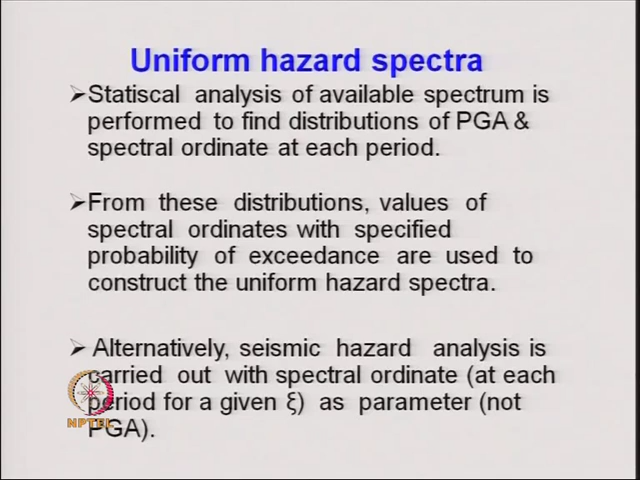 Uniform hazard spectra
➢Statiscal analysis of available spectrum is
performed to find distributions of PGA &
spectral ordinate at each period.
➢From these distributions, values of
spectral ordinates with specified
probability of exceedance are used to
construct the uniform hazard spectra.
➢ Alternatively, seismic hazard analysis is
carried out with spectral ordinate (at each
period for a given ξ) as parameter (not
PGA).
NPTEL